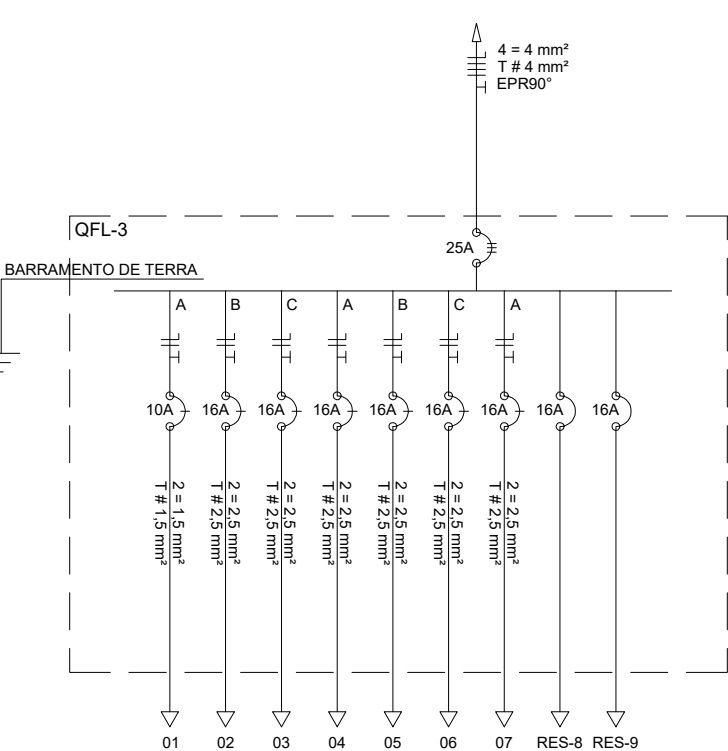 4 = 4 mm²
T # 4 mm²
EPR90°
QFL-3
25A
BARRAMENTO DE TERRA
A B C A B C A
10A 16A 16A 16A 16A 16A 16A 16A 16A
2 = 1,5 mm²
T # 1,5 mm²
2 = 2,5 mm²
T # 2,5 mm²
2 = 2,5 mm²
T # 2,5 mm²
2 = 2,5 mm²
T # 2,5 mm²
2 = 2,5 mm²
T # 2,5 mm²
2 = 2,5 mm²
T # 2,5 mm²
2 = 2,5 mm²
T # 2,5 mm²
01 02 03 04 05 06 07 RES-8 RES-9